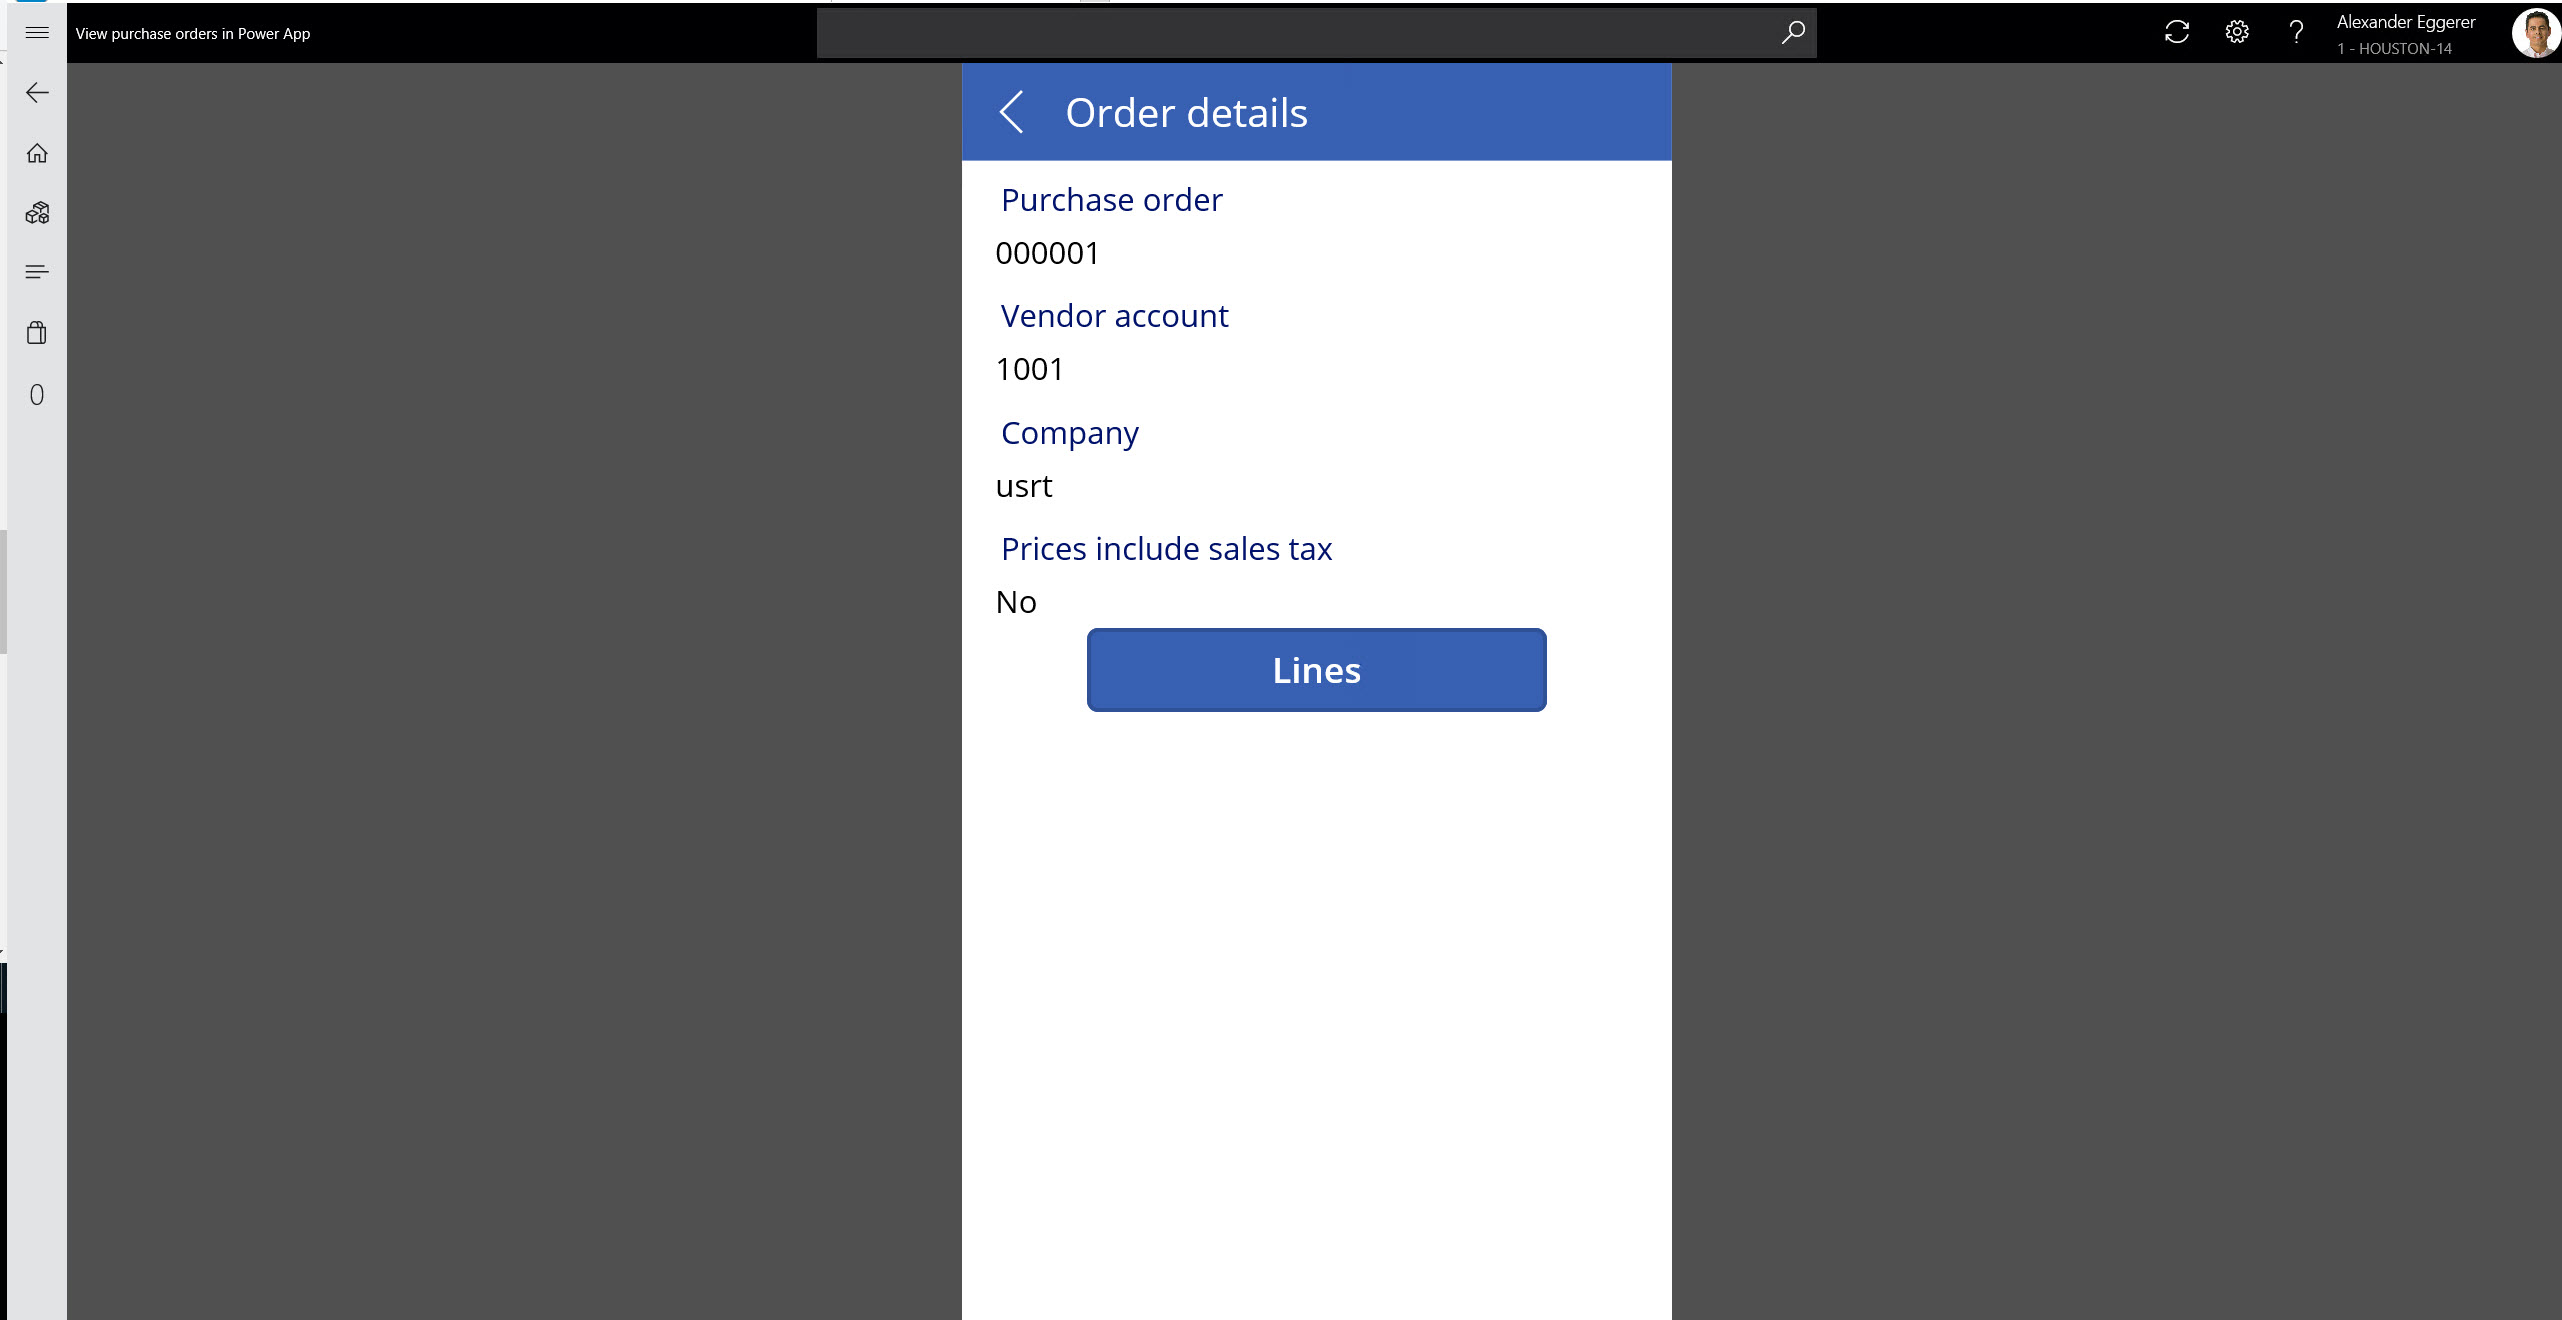 View purchase orders in Power App
Alexander Eggerer
1 - HOUSTON-14
0
Order details
Purchase order
000001
Vendor account
1001
Company
usrt
Prices include sales tax
No
Lines